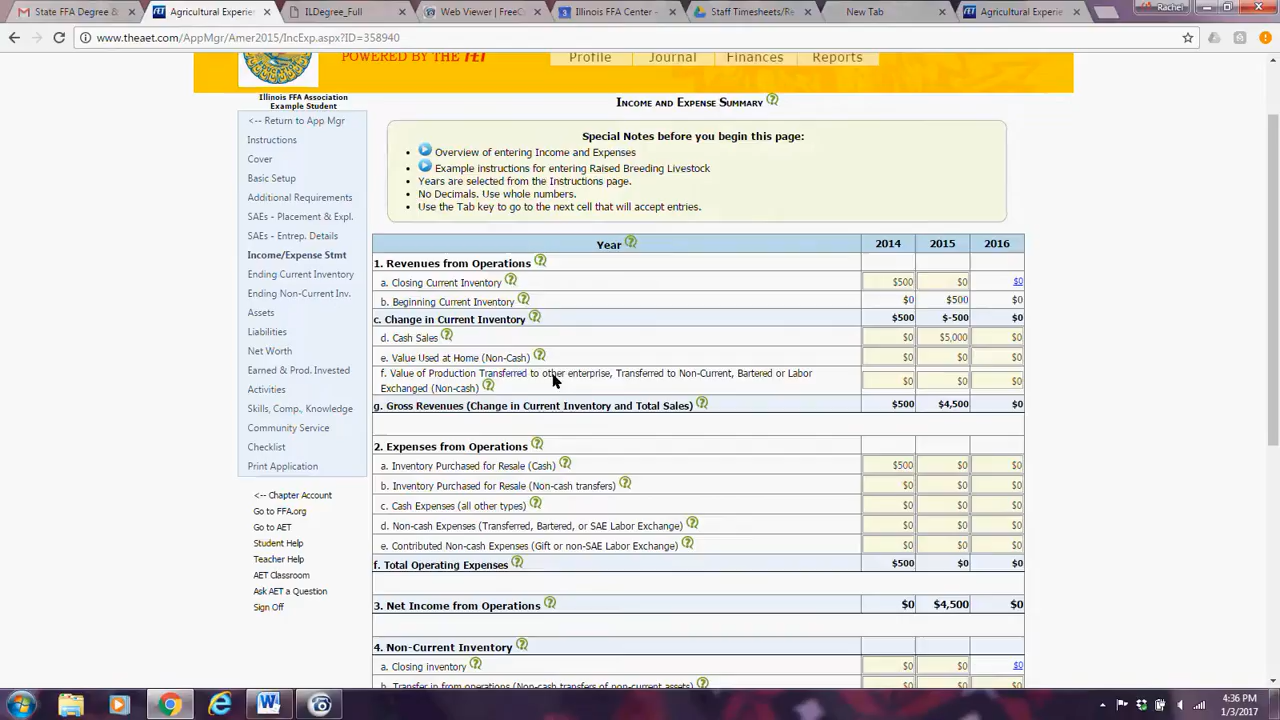 State FFA Degree &
Agricultural Experie
ILDegree_Full
Web Viewer | FreeC
Illinois FFA Center -
Staff Timesheets/Re
New Tab
Agricultural Experie
Rachel
www.theaet.com/AppMgr/Amer2015/IncExp.aspx?ID=358940
POWERED BY THE AET
Profile
Journal
Finances
Reports
Illinois FFA Association
Example Student
<-- Return to App Mgr
Instructions
Cover
Basic Setup
Additional Requirements
SAEs - Placement & Expl.
SAEs - Entrep. Details
Income/Expense Stmt
Ending Current Inventory
Ending Non-Current Inv.
Assets
Liabilities
Net Worth
Earned & Prod. Invested
Activities
Skills, Comp., Knowledge
Community Service
Checklist
Print Application
<-- Chapter Account
Go to FFA.org
Go to AET
Student Help
Teacher Help
AET Classroom
Ask AET a Question
Sign Off
Income and Expense Summary
Special Notes before you begin this page:
• Overview of entering Income and Expenses
• Example instructions for entering Raised Breeding Livestock
• Years are selected from the Instructions page.
• No Decimals. Use whole numbers.
• Use the Tab key to go to the next cell that will accept entries.
Year 2014 2015 2016
1. Revenues from Operations
a. Closing Current Inventory $500 $0 $0
b. Beginning Current Inventory $0 $500 $0
c. Change in Current Inventory $500 $-500 $0
d. Cash Sales $0 $5,000 $0
e. Value Used at Home (Non-Cash) $0 $0 $0
f. Value of Production Transferred to other enterprise, Transferred to Non-Current, Bartered or Labor
Exchanged (Non-cash) $0 $0 $0
g. Gross Revenues (Change in Current Inventory and Total Sales) $500 $4,500 $0
2. Expenses from Operations
a. Inventory Purchased for Resale (Cash) $500 $0 $0
b. Inventory Purchased for Resale (Non-cash transfers) $0 $0 $0
c. Cash Expenses (all other types) $0 $0 $0
d. Non-cash Expenses (Transferred, Bartered, or SAE Labor Exchange) $0 $0 $0
e. Contributed Non-cash Expenses (Gift or non-SAE Labor Exchange) $0 $0 $0
f. Total Operating Expenses $500 $0 $0
3. Net Income from Operations $0 $4,500 $0
4. Non-Current Inventory
a. Closing inventory $0 $0 $0
b. Transfer in from operations (Non-cash transfers of non-current assets) $0 $0 $0
4:36 PM
1/3/2017